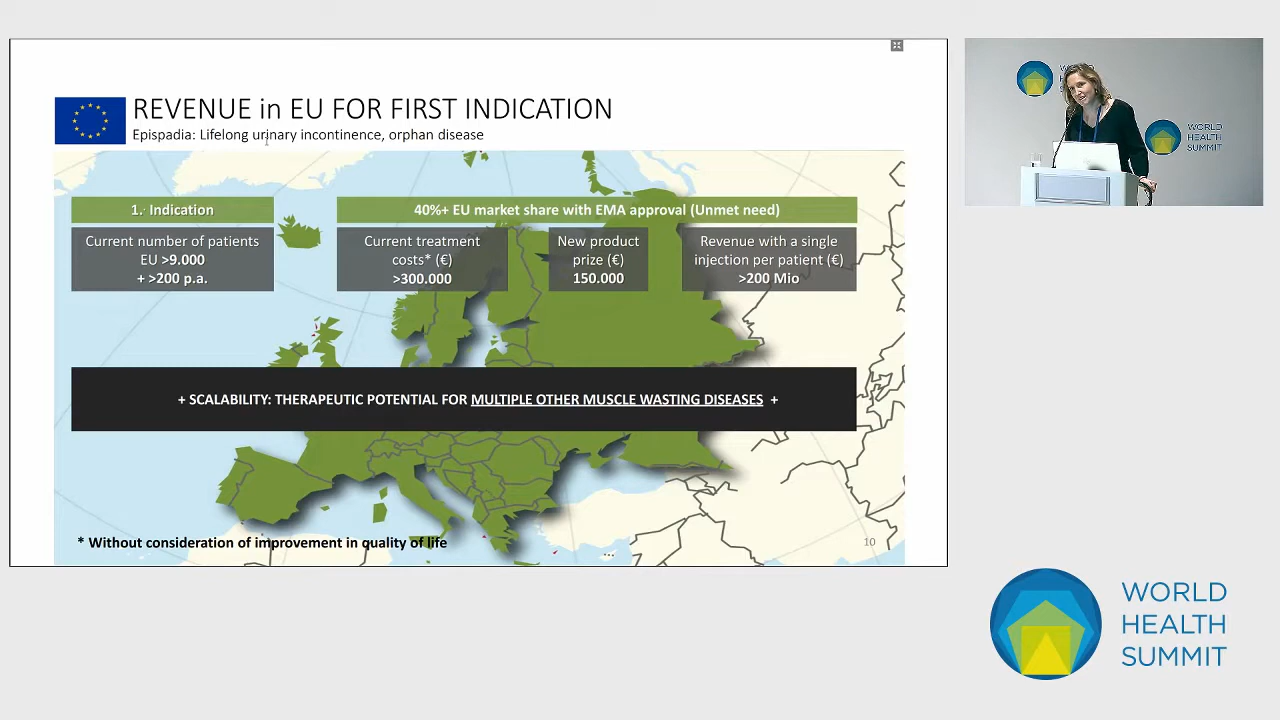 REVENUE in EU FOR FIRST INDICATION
Epispadia: Lifelong urinary incontinence, orphan disease
1. Indication
40%+ EU market share with EMA approval (Unmet need)
Current number of patients
EU >9.000
+ >200 p.a.
Current treatment
costs* (€)
>300.000
New product
prize (€)
150.000
Revenue with a single
injection per patient (€)
>200 Mio
+ SCALABILITY: THERAPEUTIC POTENTIAL FOR MULTIPLE OTHER MUSCLE WASTING DISEASES +
* Without consideration of improvement in quality of life
10
WORLD
HEALTH
SUMMIT
WORLD
HEALTH
SUMMIT